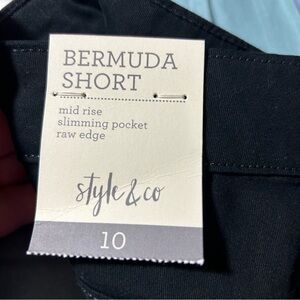 BERMUDA
SHORT
mid rise
slimming pocket
raw edge
style & co
10